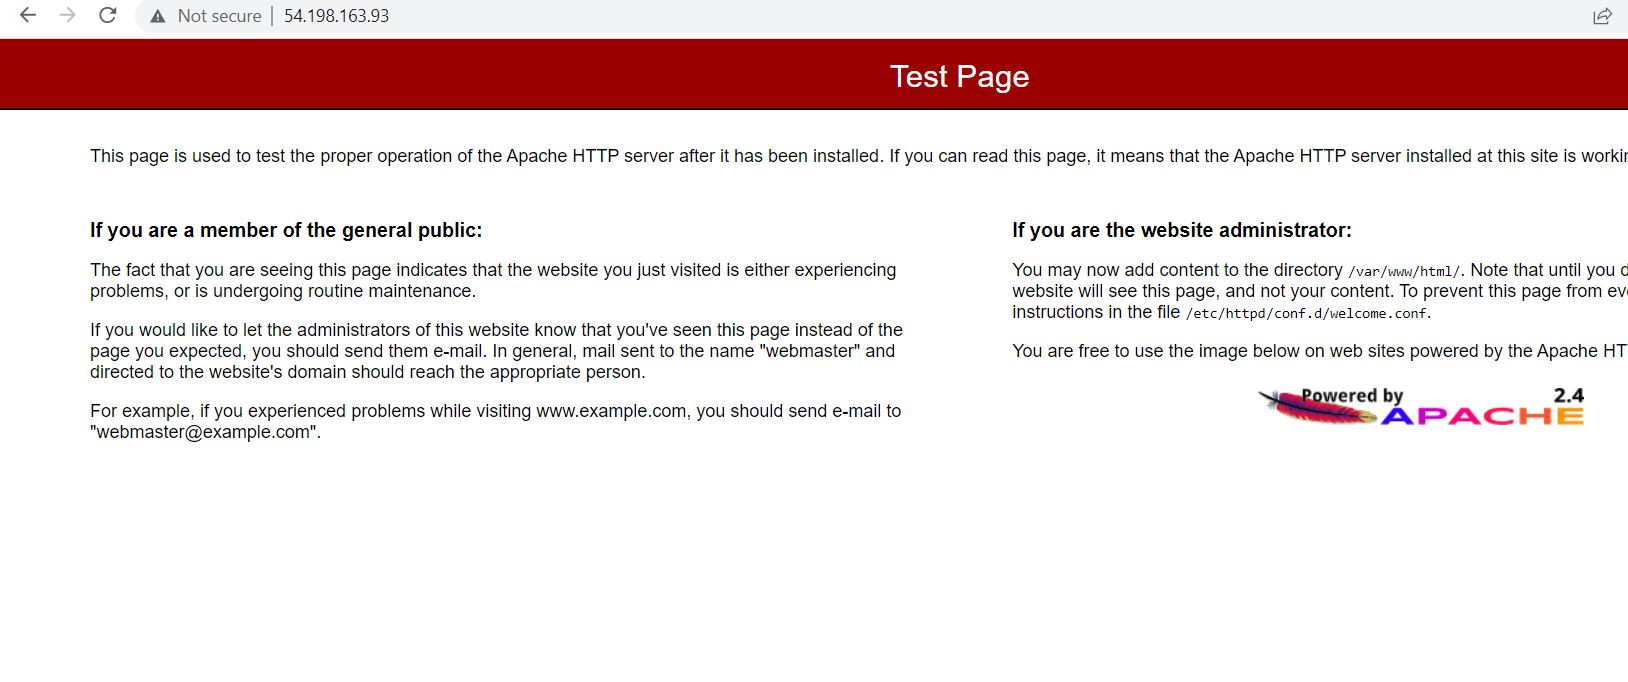 Not secure | 54.198.163.93
Test Page
This page is used to test the proper operation of the Apache HTTP server after it has been installed. If you can read this page, it means that the Apache HTTP server installed at this site is
If you are a member of the general public:
The fact that you are seeing this page indicates that the website you just visited is either experiencing
problems, or is undergoing routine maintenance.
If you would like to let the administrators of this website know that you've seen this page instead of the
page you expected, you should send them e-mail. In general, mail sent to the name "webmaster" and
directed to the website's domain should reach the appropriate person.
For example, if you experienced problems while visiting www.example.com, you should send e-mail to
"webmaster@example.com".
If you are the website administrator:
You may now add content to the directory /var/www/html/. Note that until you
website will see this page, and not your content. To prevent this page from
instructions in the file /etc/httpd/conf.d/welcome.conf.
You are free to use the image below on web sites powered by the Apache
Powered by 2.4
APACHE